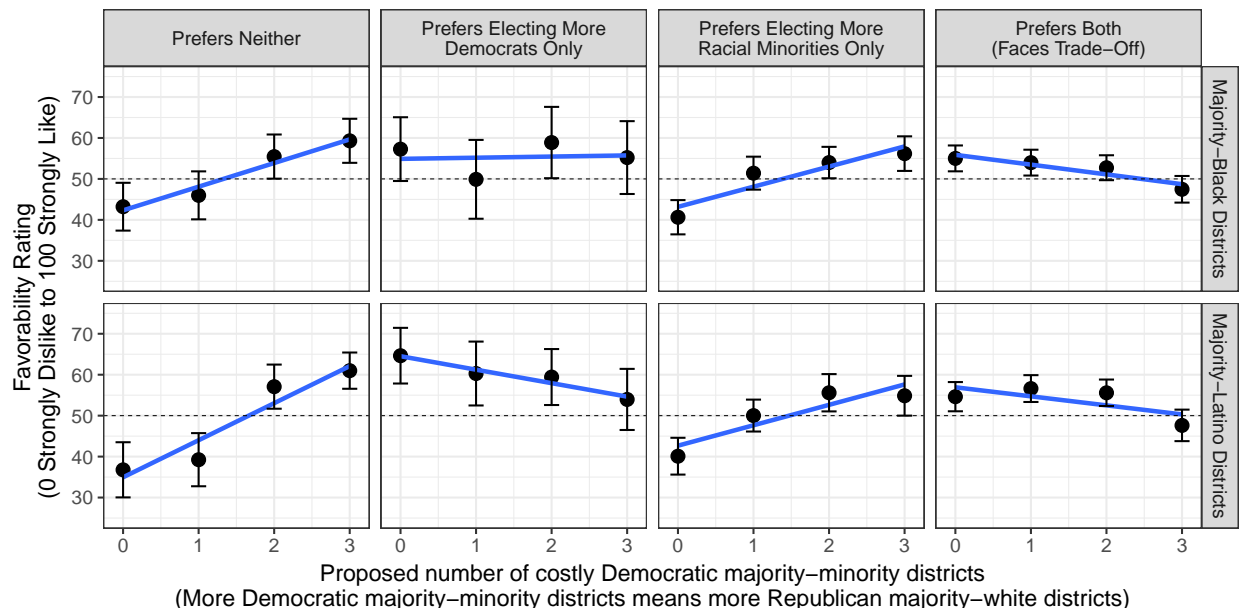 Prefers Neither
Prefers Electing More
Democrats Only
Prefers Electing More
Racial Minorities Only
Prefers Both
(Faces Trade−Off)
Favorability Rating
(0 Strongly Dislike to 100 Strongly Like)
70
60
50
40
30
Majority−Black Districts
70
60
50
40
30
Majority−Latino Districts
0 1 2 3
0 1 2 3
0 1 2 3
0 1 2 3
Proposed number of costly Democratic majority−minority districts
(More Democratic majority−minority districts means more Republican majority−white districts)